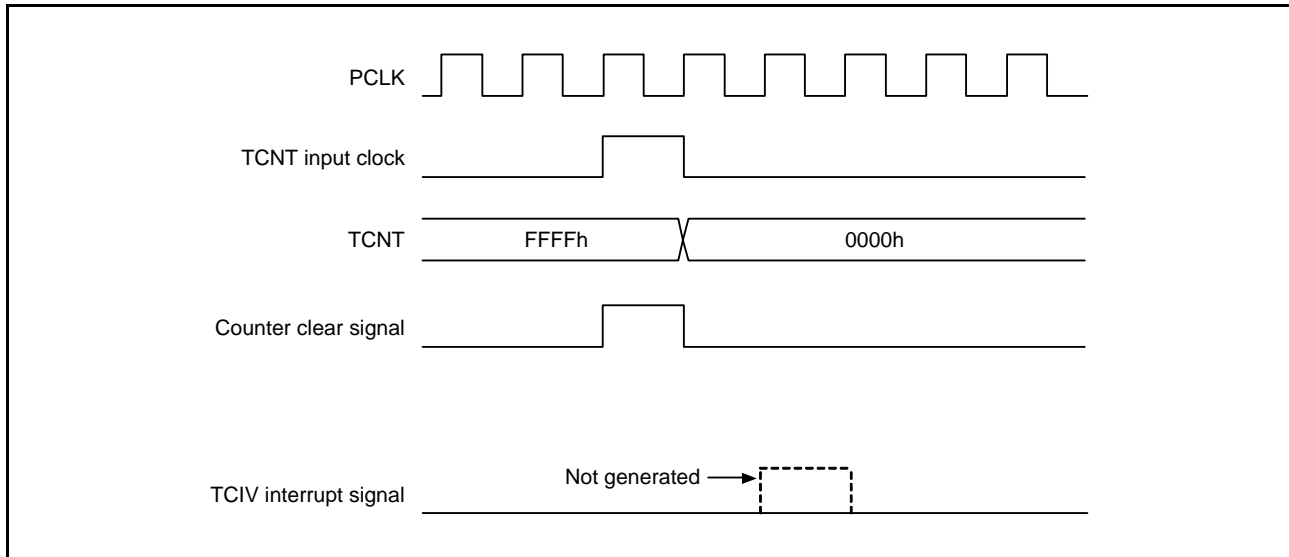 PCLK
TCNT input clock
TCNT
FFFFh
0000h
Counter clear signal
Not generated
TCIV interrupt signal